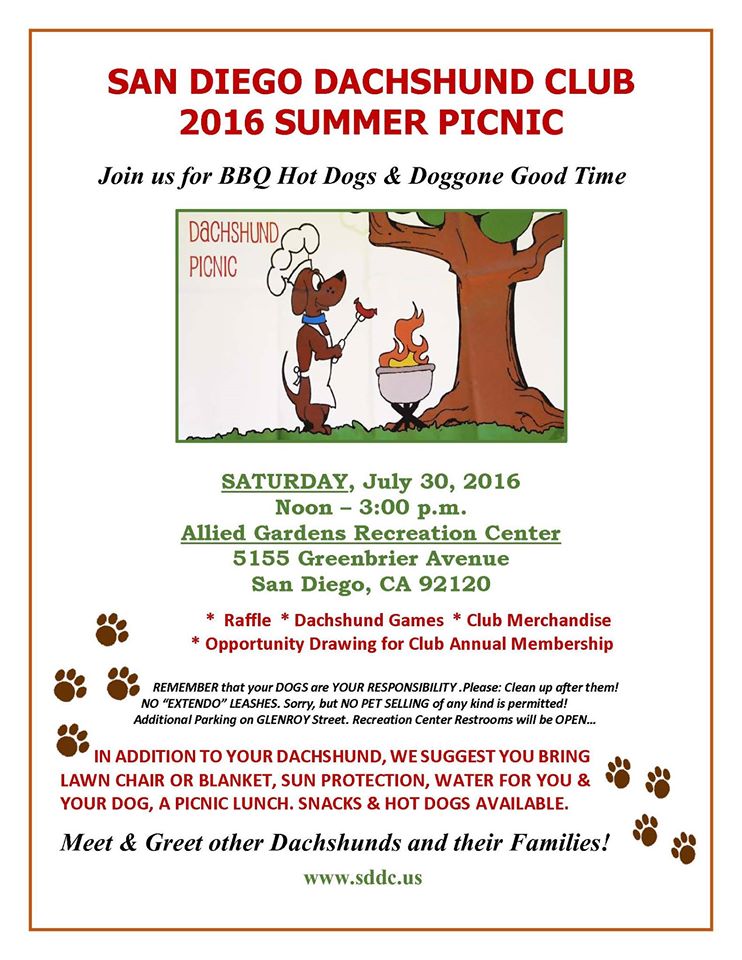 SAN DIEGO DACHSHUND CLUB
2016 SUMMER PICNIC
Join us for BBQ Hot Dogs & Doggone Good Time
DACHSHUND
PICNIC
SATURDAY, July 30, 2016
Noon – 3:00 p.m.
Allied Gardens Recreation Center
5155 Greenbrier Avenue
San Diego, CA 92120
* Raffle * Dachshund Games * Club Merchandise
* Opportunity Drawing for Club Annual Membership
REMEMBER that your DOGS are YOUR RESPONSIBILITY .Please: Clean up after them!
NO “EXTENDO” LEASHES. Sorry, but NO PET SELLING of any kind is permitted!
Additional Parking on GLENROY Street. Recreation Center Restrooms will be OPEN…
IN ADDITION TO YOUR DACHSHUND, WE SUGGEST YOU BRING
LAWN CHAIR OR BLANKET, SUN PROTECTION, WATER FOR YOU &
YOUR DOG, A PICNIC LUNCH. SNACKS & HOT DOGS AVAILABLE.
Meet & Greet other Dachshunds and their Families!
www.sddc.us